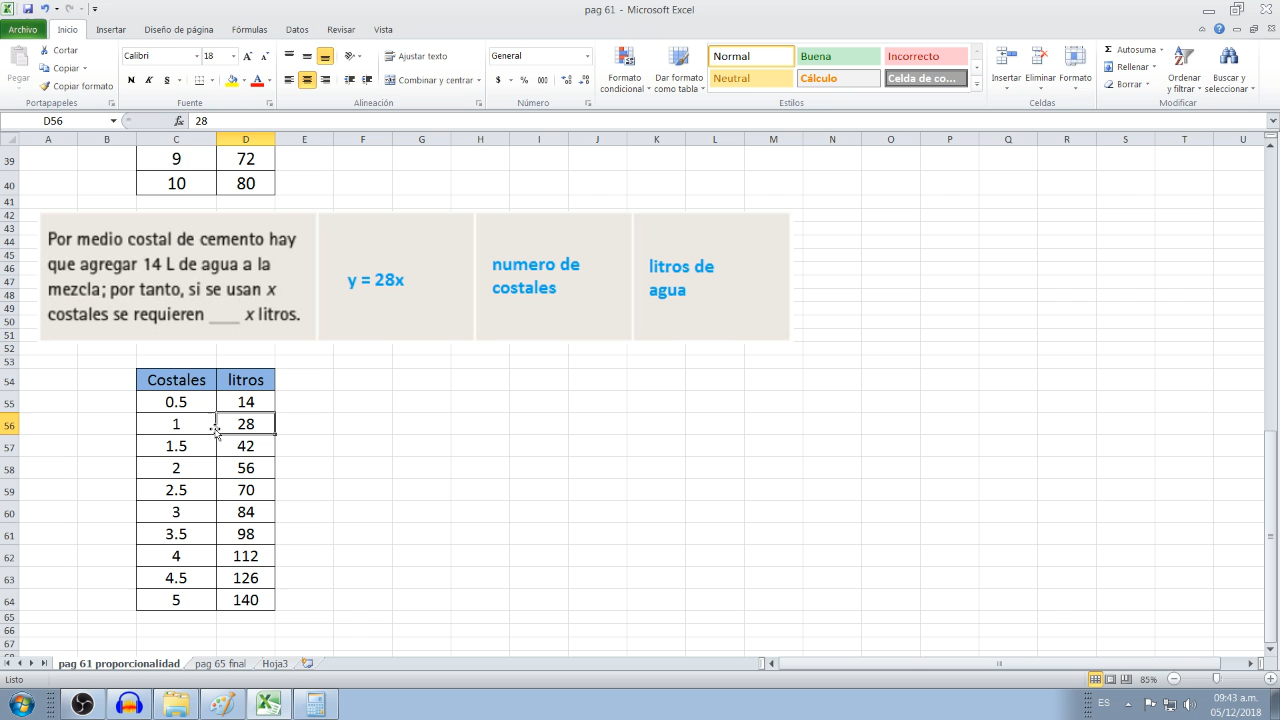 pag 61 - Microsoft Excel
Archivo Inicio Insertar Diseño de página Fórmulas Datos Revisar Vista
Pegar
Cortar
Copiar
Copiar formato
Portapapeles
Calibri 18
Fuente
Ajustar texto
Combinar y centrar
Alineación
General
Número
Formato condicional
Dar formato como tabla
Normal Buena Incorrecto
Neutral Cálculo Celda de co...
Estilos
Insertar Eliminar Formato
Celdas
Autosuma
Rellenar
Borrar
Ordenar y filtrar
Buscar y seleccionar
Modificar
D56 fx 28
A B C D E F G H I J K L M N O P Q R S T U
39 9 72
40 10 80
41
42
43
44
45
46
47
48
49
50
51
52
53
Por medio costal de cemento hay
que agregar 14 L de agua a la
mezcla; por tanto, si se usan x
costales se requieren ____ x litros.
y = 28x
numero de
costales
litros de
agua
54 Costales litros
55 0.5 14
56 1 28
57 1.5 42
58 2 56
59 2.5 70
60 3 84
61 3.5 98
62 4 112
63 4.5 126
64 5 140
65
66
67
pag 61 proporcionalidad pag 65 final Hoja3
Listo
85%
ES
09:43 a.m.
05/12/2018